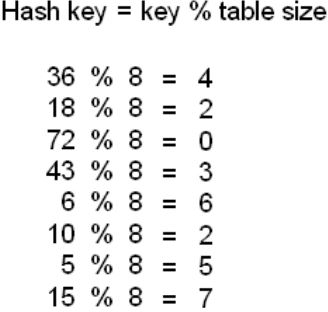 Hash key = key % table size
36 % 8 = 4
18 % 8 = 2
72 % 8 = 0
43 % 8 = 3
6 % 8 = 6
10 % 8 = 2
5 % 8 = 5
15 % 8 = 7